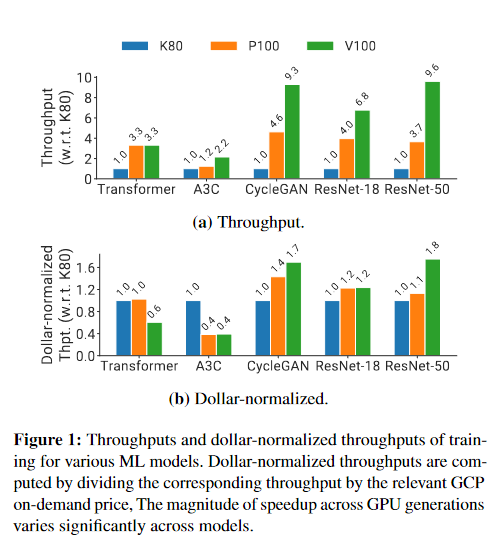 K80 P100 V100
Throughput
(w.r.t. K80)
10
8
6
4
2
0
1.0 3.3 3.3 1.0 1.2 2.2 1.0 4.6 9.3 1.0 4.0 6.8 1.0 3.7 9.6
Transformer A3C CycleGAN ResNet-18 ResNet-50
(a) Throughput.
Dollar-normalized
Thpt. (w.r.t. K80)
1.6
1.2
0.8
0.4
0.0
1.0 1.0 0.6 1.0 0.4 0.4 1.0 1.4 1.7 1.0 1.2 1.2 1.0 1.1 1.8
Transformer A3C CycleGAN ResNet-18 ResNet-50
(b) Dollar-normalized.
Figure 1: Throughputs and dollar-normalized throughputs of train-
ing for various ML models. Dollar-normalized throughputs are com-
puted by dividing the corresponding throughput by the relevant GCP
on-demand price, The magnitude of speedup across GPU generations
varies significantly across models.